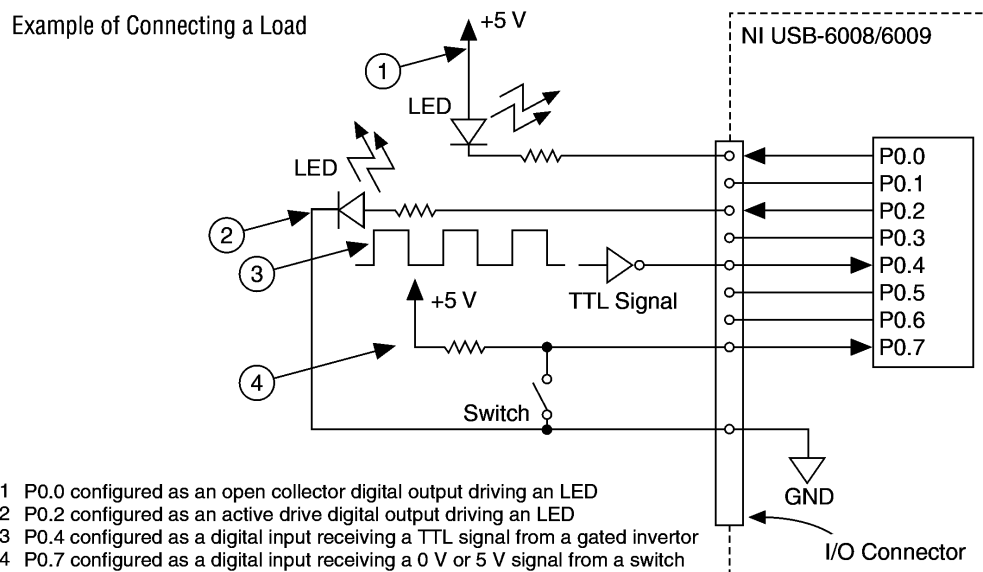 Example of Connecting a Load
+5 V
NI USB-6008/6009
1
LED
LED
P0.0
P0.1
2
P0.2
P0.3
3
P0.4
TTL Signal
+5 V
P0.5
P0.6
P0.7
4
Switch
GND
I/O Connector
1 P0.0 configured as an open collector digital output driving an LED
2 P0.2 configured as an active drive digital output driving an LED
3 P0.4 configured as a digital input receiving a TTL signal from a gated invertor
4 P0.7 configured as a digital input receiving a 0 V or 5 V signal from a switch